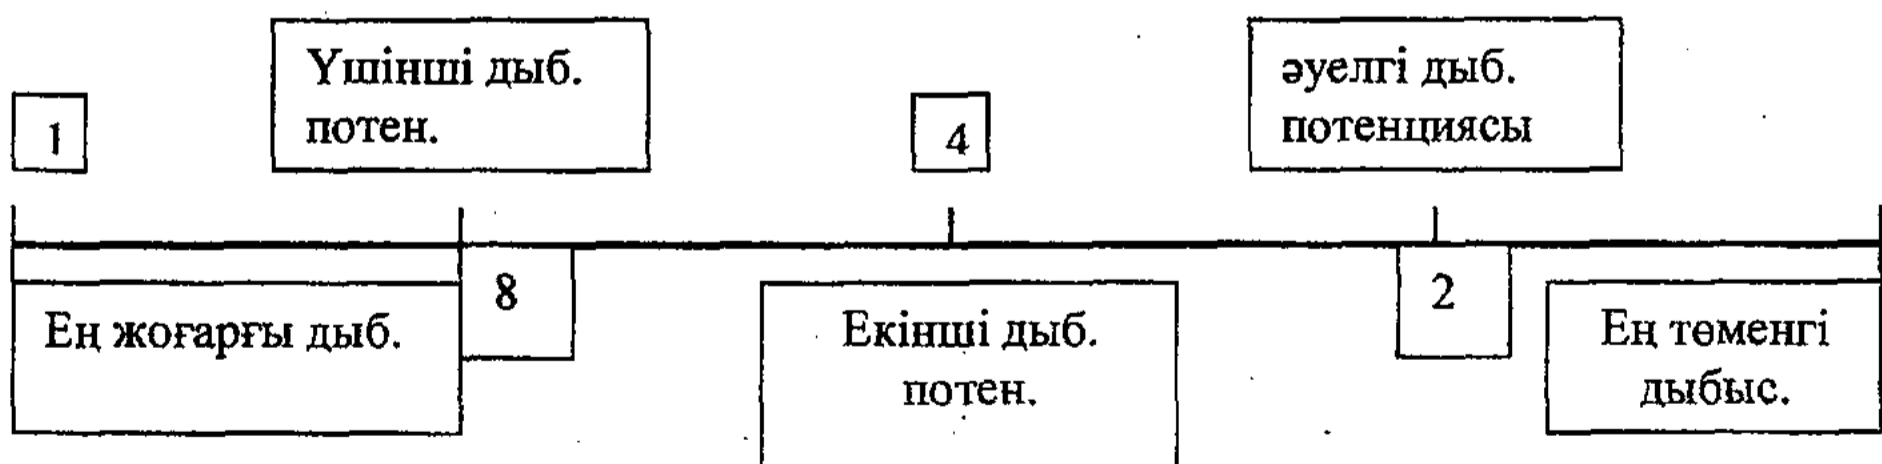 Үшінші дыб.
потен.
әуелгі дыб.
потенциясы
1
4
8
2
Ең жоғарғы дыб.
Екінші дыб.
потен.
Ең төменгі
дыбыс.